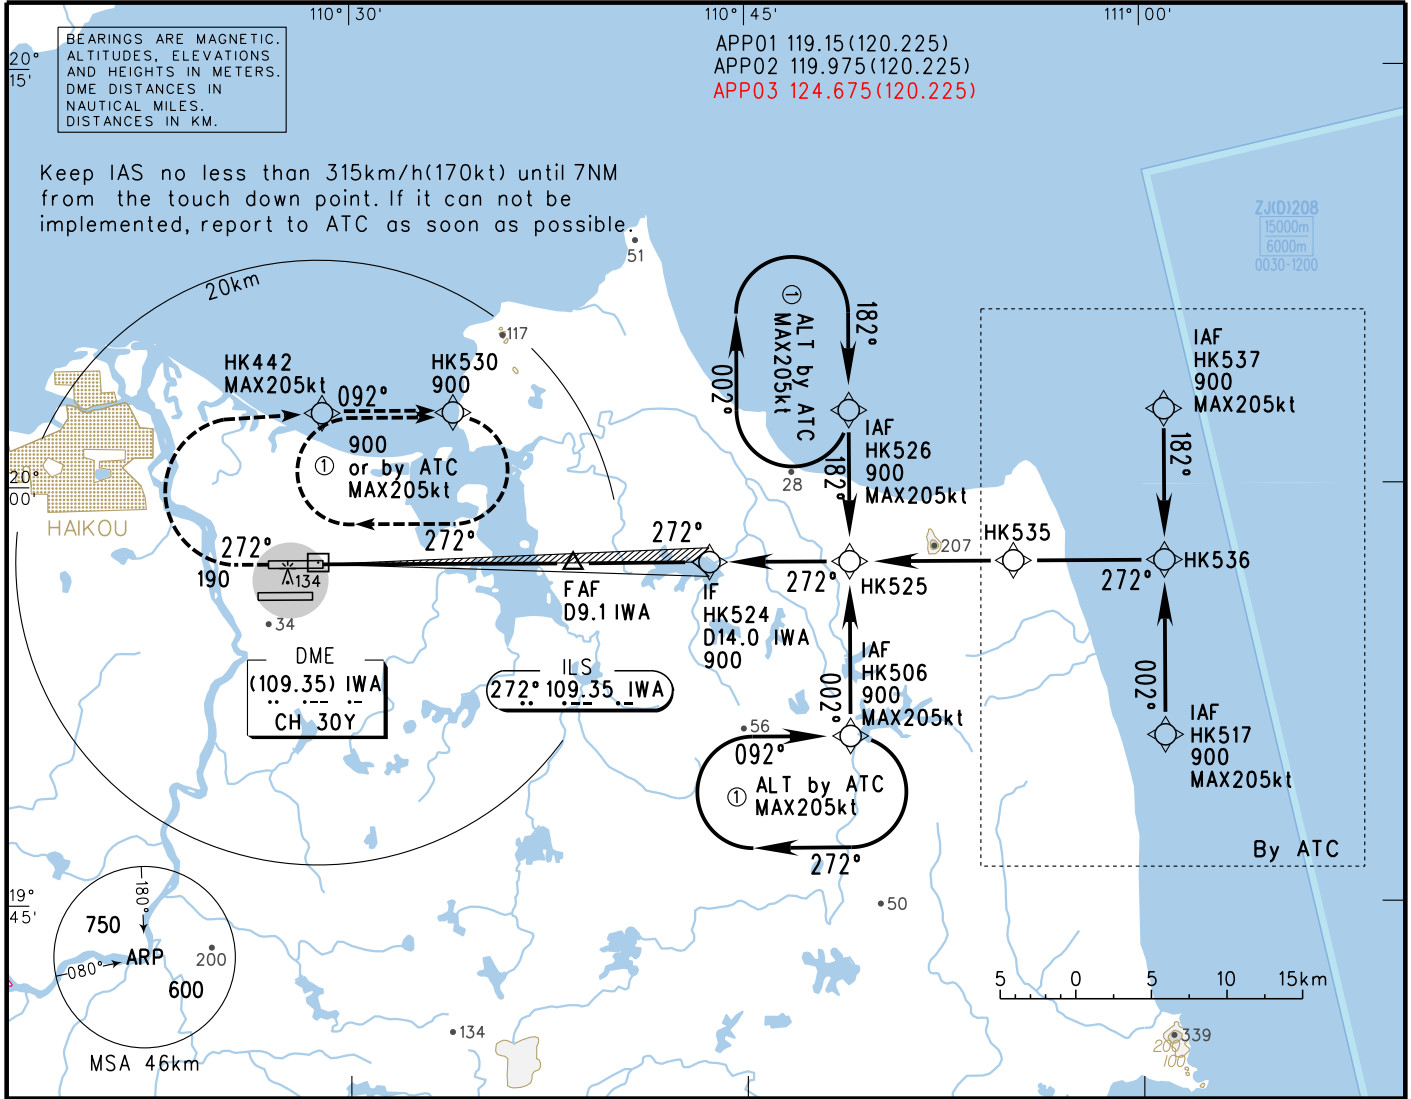 110° 30'
110° 45'
111° 00'
BEARINGS ARE MAGNETIC.
ALTITUDES, ELEVATIONS
AND HEIGHTS IN METERS.
DME DISTANCES IN
NAUTICAL MILES.
DISTANCES IN KM.
20°
15'
APP01 119.15(120.225)
APP02 119.975(120.225)
APP03 124.675(120.225)
Keep IAS no less than 315km/h(170kt) until 7NM
from the touch down point. If it can not be
implemented, report to ATC as soon as possible.
ZJ(D)208
15000m
6000m
0030-1200
51
20km
117
① ALT by ATC
MAX205kt
182°
002°
182°
IAF
HK537
900
MAX205kt
182°
HK442
MAX205kt
092°
HK530
900
900
① or by ATC
MAX205kt
272°
IAF
HK526
900
MAX205kt
28
20°
00'
HAIKOU
272°
190
134
34
272°
FAF
D9.1 IWA
IF
HK524
D14.0 IWA
900
272°
HK525
207
HK535
272°
HK536
DME
(109.35) IWA
·· ·--- ·-
CH 30Y
ILS
272° 109.35 IWA
·· ·--- ·-
IAF
HK506
900
MAX205kt
002°
56
092°
① ALT by ATC
MAX205kt
272°
002°
IAF
HK517
900
MAX205kt
By ATC
19°
45'
50
180°
750
ARP
080°
200
600
MSA 46km
134
5 0 5 10 15km
339
200
100